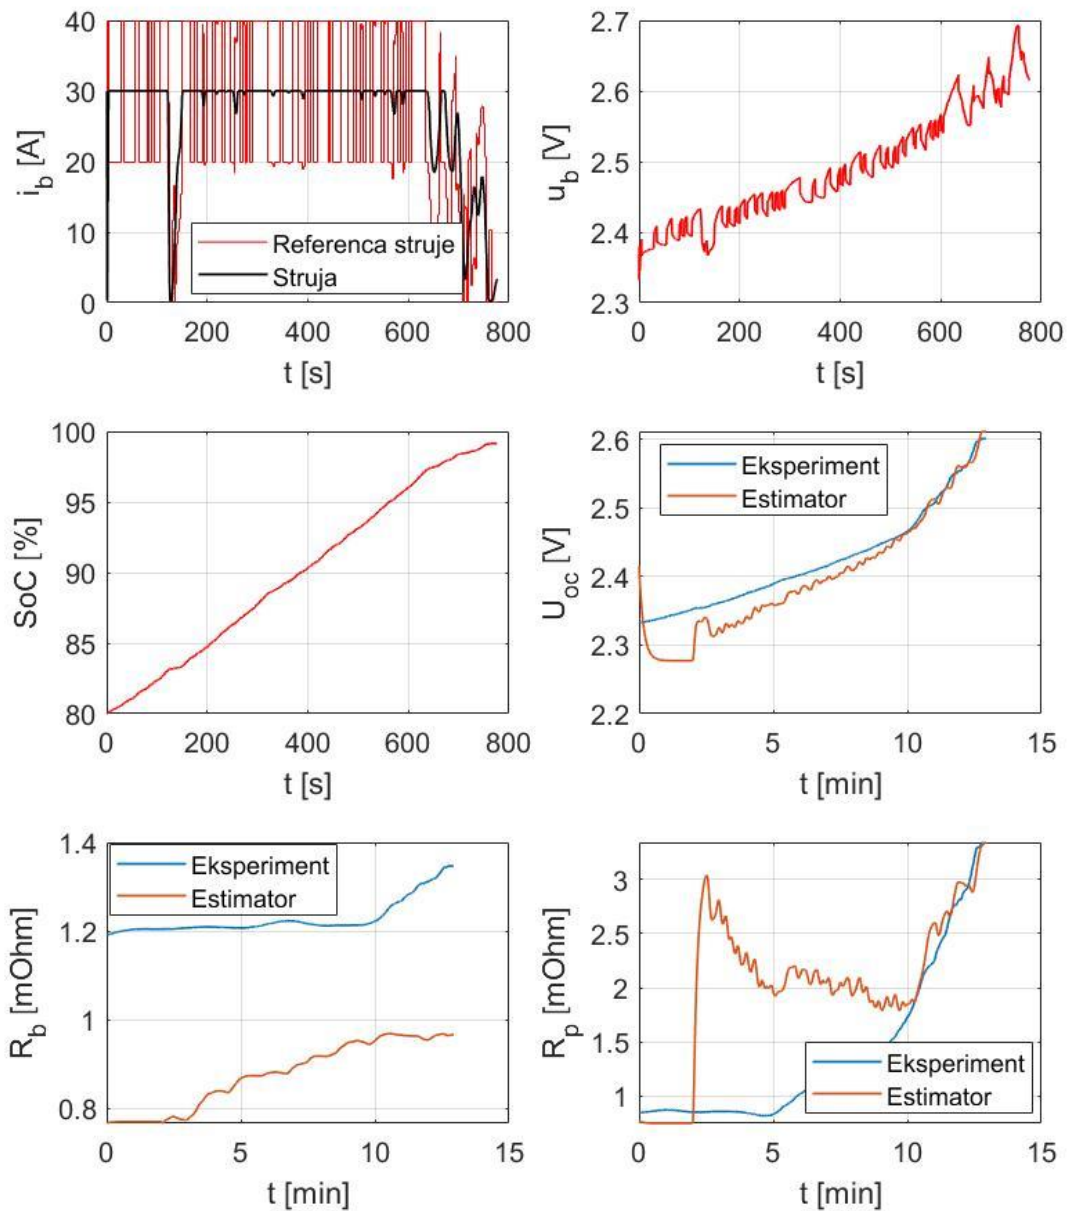 40
30
20
10
0
i_b [A]
Referenca struje
Struja
0 200 400 600 800
t [s]
2.7
2.6
2.5
2.4
2.3
u_b [V]
0 200 400 600 800
t [s]
100
95
90
85
80
SoC [%]
0 200 400 600 800
t [s]
2.6
2.5
2.4
2.3
2.2
U_oc [V]
Eksperiment
Estimator
0 5 10 15
t [min]
1.4
1.2
1
0.8
R_b [mOhm]
Eksperiment
Estimator
0 5 10 15
t [min]
3
2.5
2
1.5
1
R_p [mOhm]
Eksperiment
Estimator
0 5 10 15
t [min]